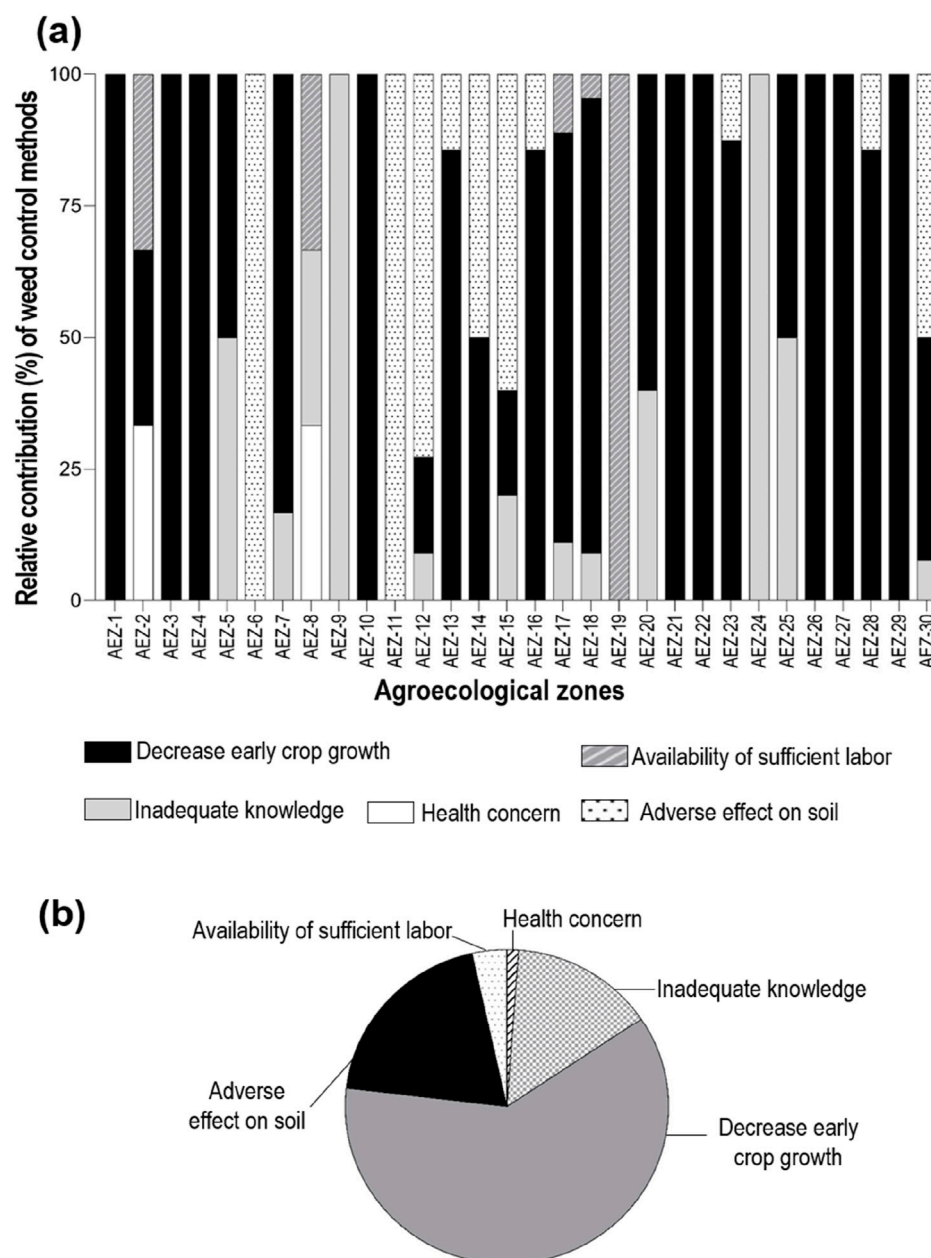 (a)
Relative contribution (%) of weed control methods
100
75
50
25
0
AEZ-1
AEZ-2
AEZ-3
AEZ-4
AEZ-5
AEZ-6
AEZ-7
AEZ-8
AEZ-9
AEZ-10
AEZ-11
AEZ-12
AEZ-13
AEZ-14
AEZ-15
AEZ-16
AEZ-17
AEZ-18
AEZ-19
AEZ-20
AEZ-21
AEZ-22
AEZ-23
AEZ-24
AEZ-25
AEZ-26
AEZ-27
AEZ-28
AEZ-29
AEZ-30
Agroecological zones
Decrease early crop growth
Availability of sufficient labor
Inadequate knowledge
Health concern
Adverse effect on soil
(b)
Availability of sufficient labor
Health concern
Inadequate knowledge
Adverse
effect on soil
Decrease early
crop growth